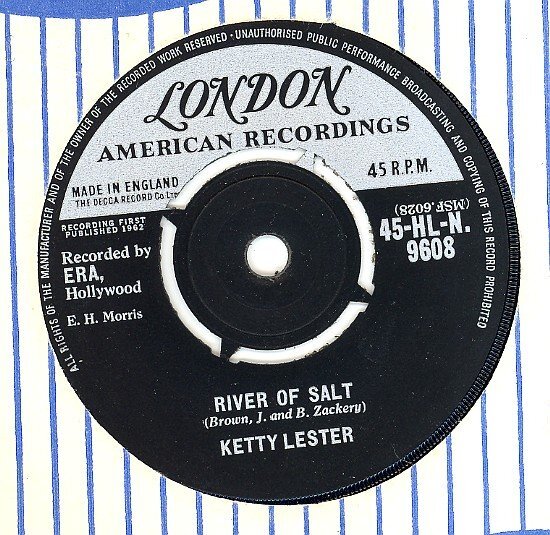 ALL RIGHTS OF THE MANUFACTURER AND OF THE OWNER OF THE RECORDED WORK RESERVED · UNAUTHORISED PUBLIC PERFORMANCE BROADCASTING AND COPYING OF THIS RECORD PROHIBITED
LONDON
AMERICAN RECORDINGS
45 R.P.M.
MADE IN ENGLAND
THE DECCA RECORD Co. Ltd
RECORDING FIRST
PUBLISHED 1962
(MSF.6028)
45-HL-N.
9608
Recorded by
ERA,
Hollywood
E. H. Morris
RIVER OF SALT
(Brown, J. and B. Zackery)
KETTY LESTER